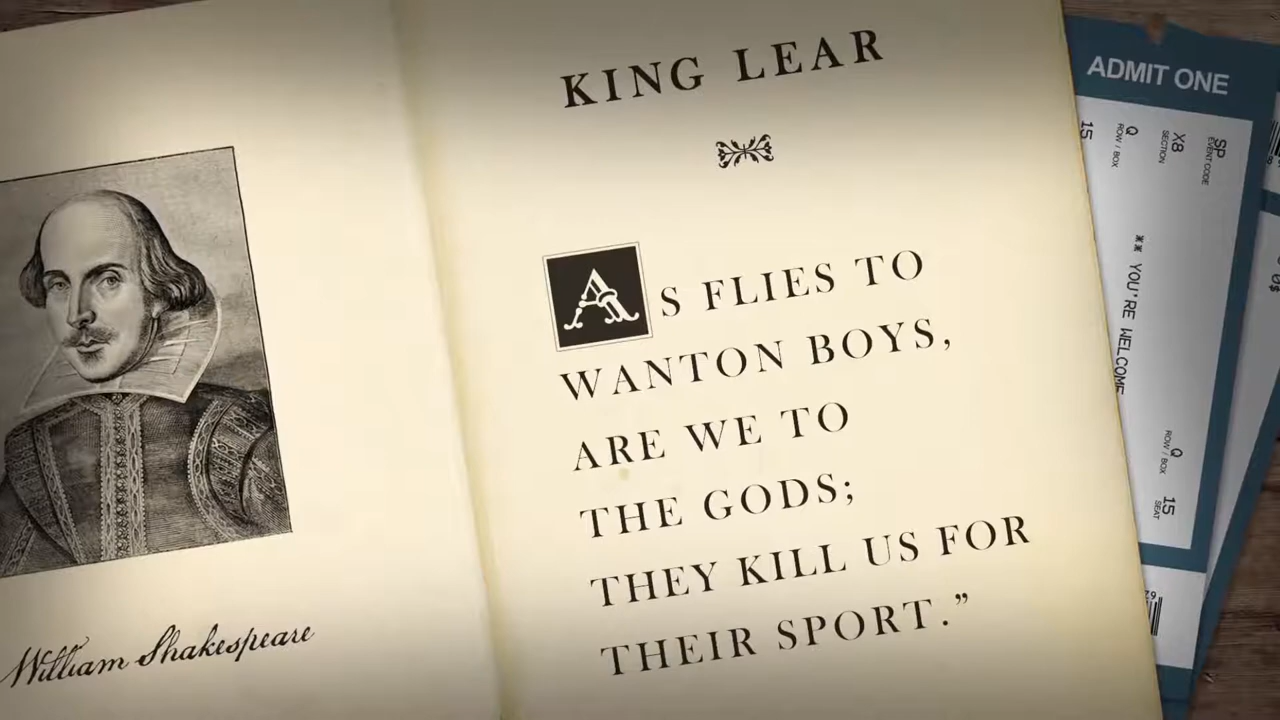 KING LEAR
AS FLIES TO
WANTON BOYS,
ARE WE TO
THE GODS;
THEY KILL US FOR
THEIR SPORT.”
William Shakespeare
ADMIT ONE
SP
EVENT CODE
X8
SECTION
Q
ROW / BOX
15
** YOU'RE WELCOME
Q
ROW / BOX
15
SEAT